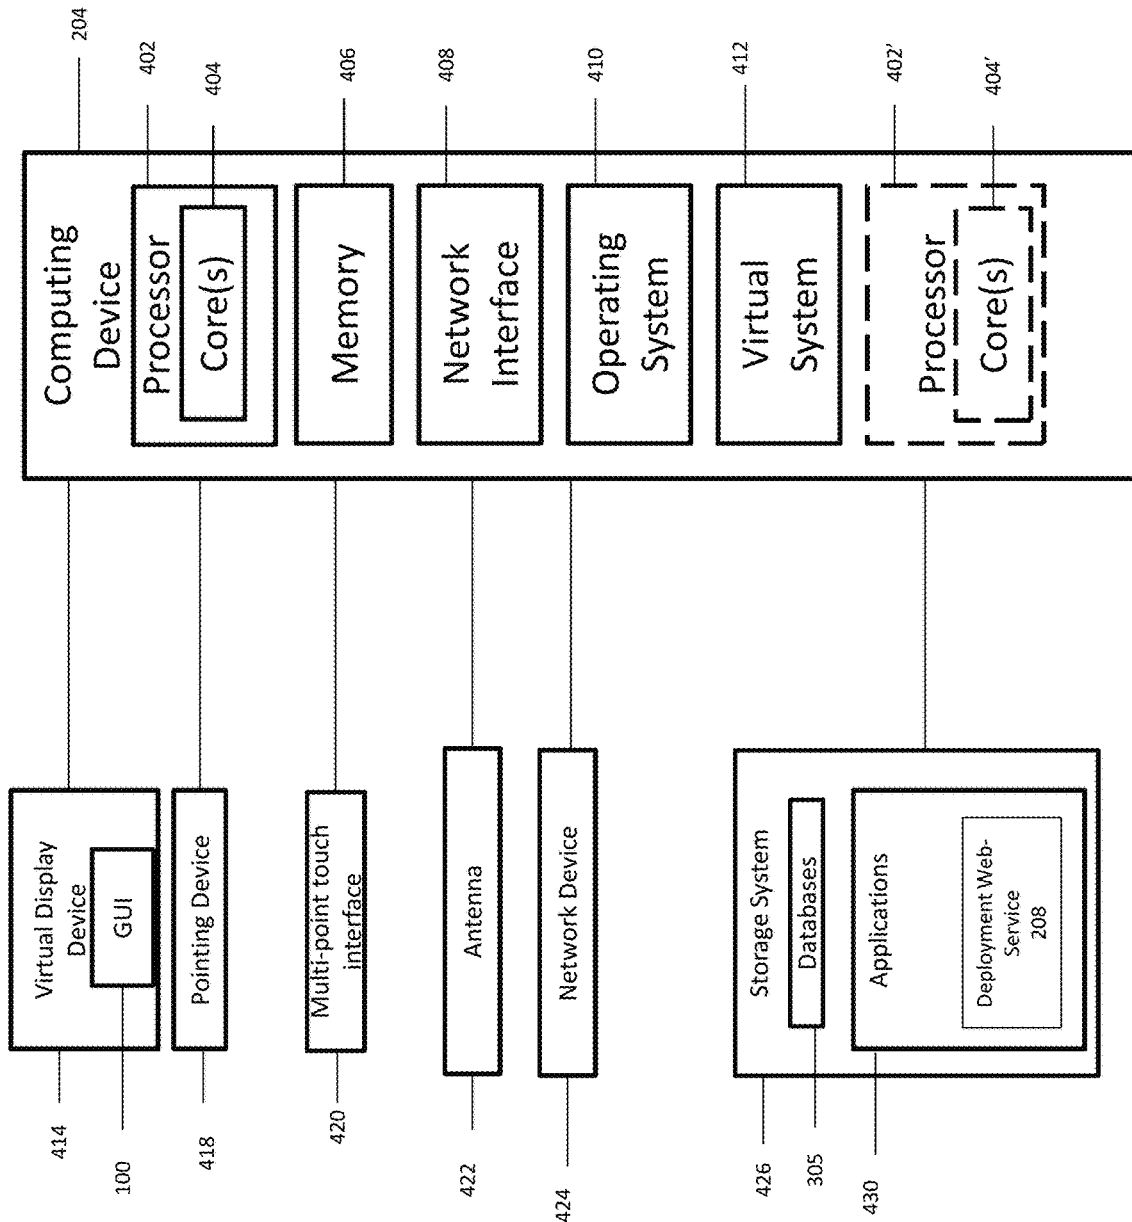 204
402
404
406
408
410
412
402'
404'
Computing
Device
Processor
Core(s)
Memory
Network
Interface
Operating
System
Virtual
System
Processor
Core(s)
Virtual Display
Device
GUI
Pointing Device
Multi-point touch
interface
Antenna
Network Device
Storage System
Databases
Applications
Deployment Web-
Service
208
414
100
418
420
422
424
426
305
430